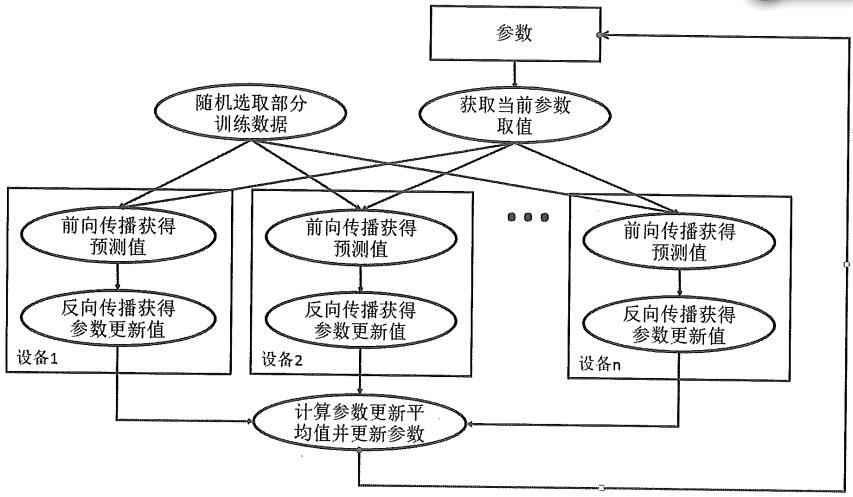 参数
随机选取部分
训练数据
获取当前参数
取值
前向传播获得
预测值
反向传播获得
参数更新值
设备1
前向传播获得
预测值
反向传播获得
参数更新值
设备2
前向传播获得
预测值
反向传播获得
参数更新值
设备n
计算参数更新平
均值并更新参数